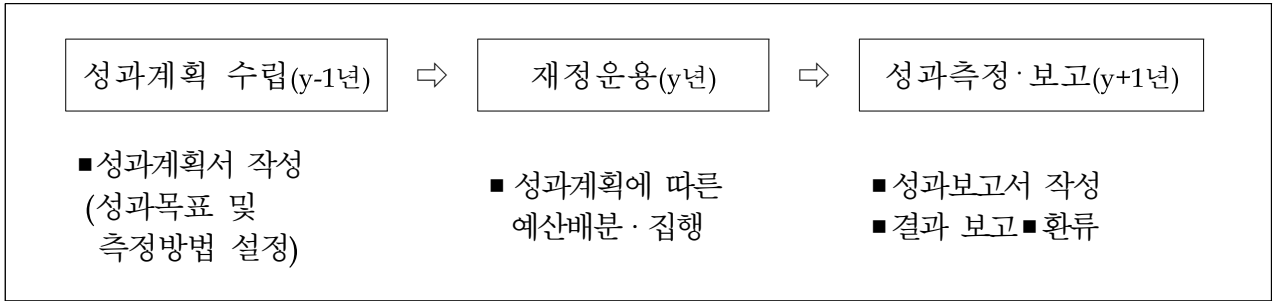 성과계획 수립(y-1년) ⇨ 재정운용(y년) ⇨ 성과측정·보고(y+1년)
■성과계획서 작성
(성과목표 및
측정방법 설정)
■ 성과계획에 따른
예산배분·집행
■성과보고서 작성
■결과 보고■환류